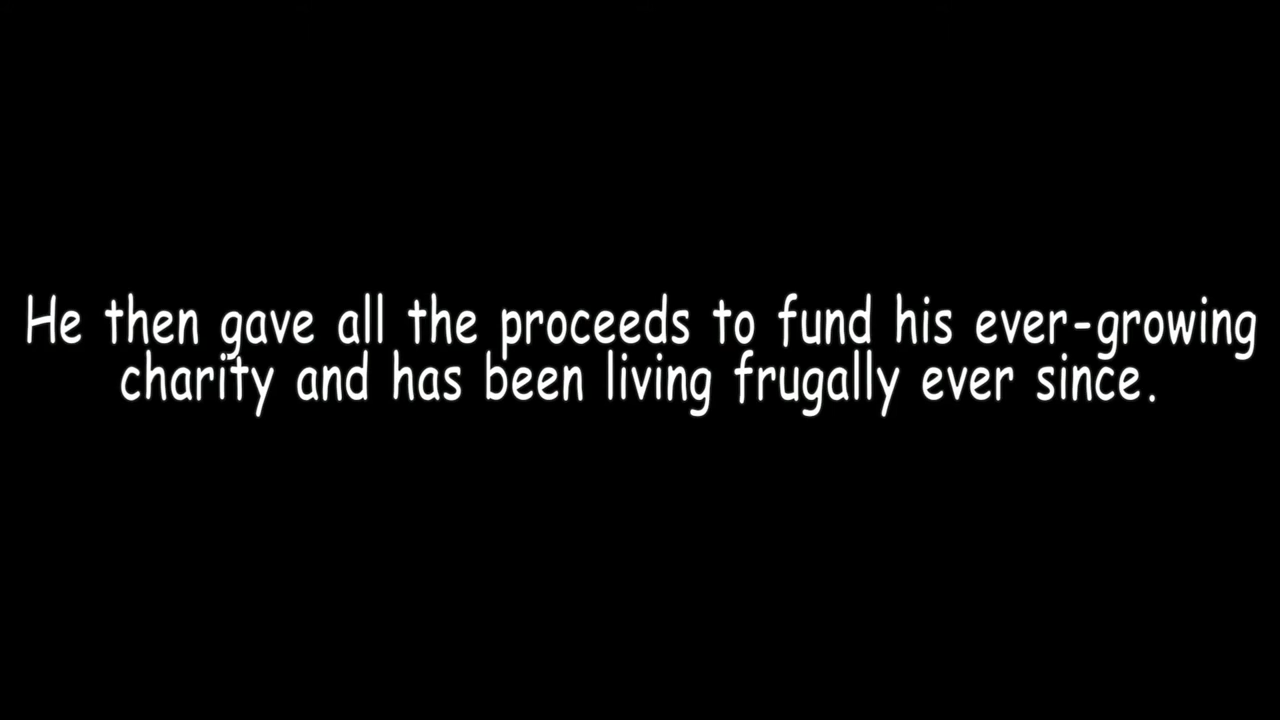 He then gave all the proceeds to fund his ever-growing
charity and has been living frugally ever since.